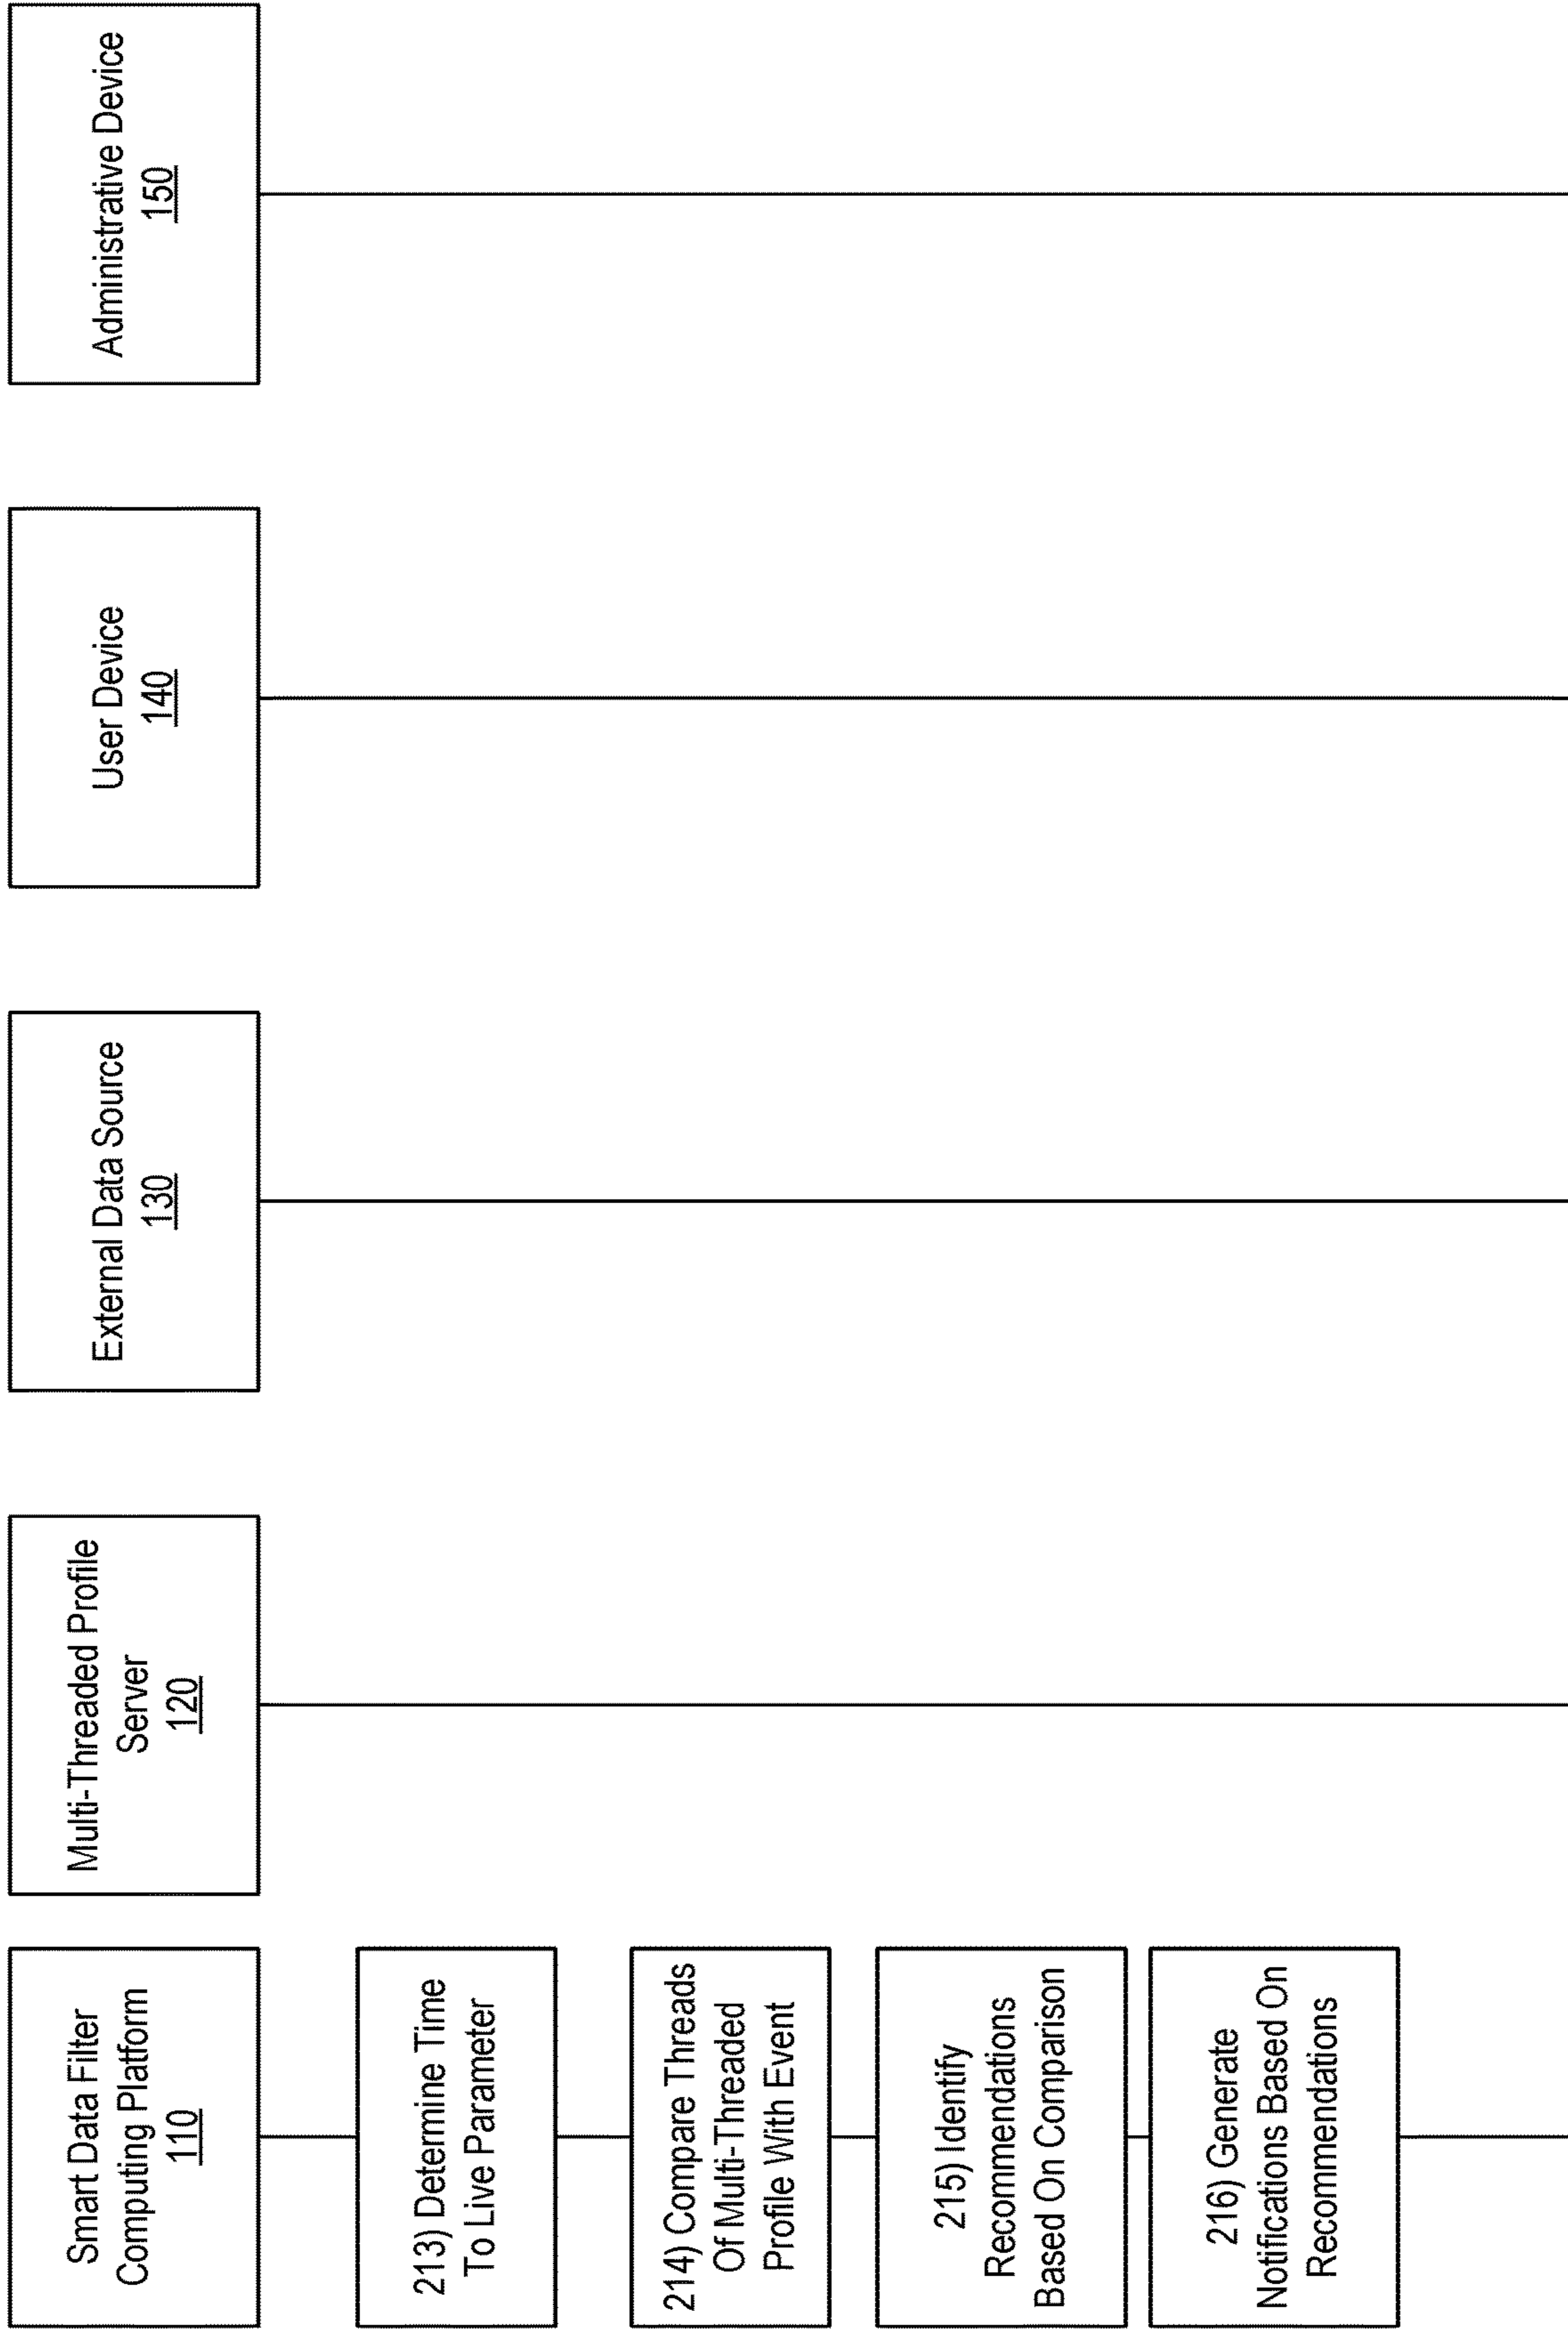 Smart Data Filter
Computing Platform
110
Multi-Threaded Profile
Server
120
External Data Source
130
User Device
140
Administrative Device
150
213) Determine Time
To Live Parameter
214) Compare Threads
Of Multi-Threaded
Profile With Event
215) Identify
Recommendations
Based On Comparison
216) Generate
Notifications Based On
Recommendations